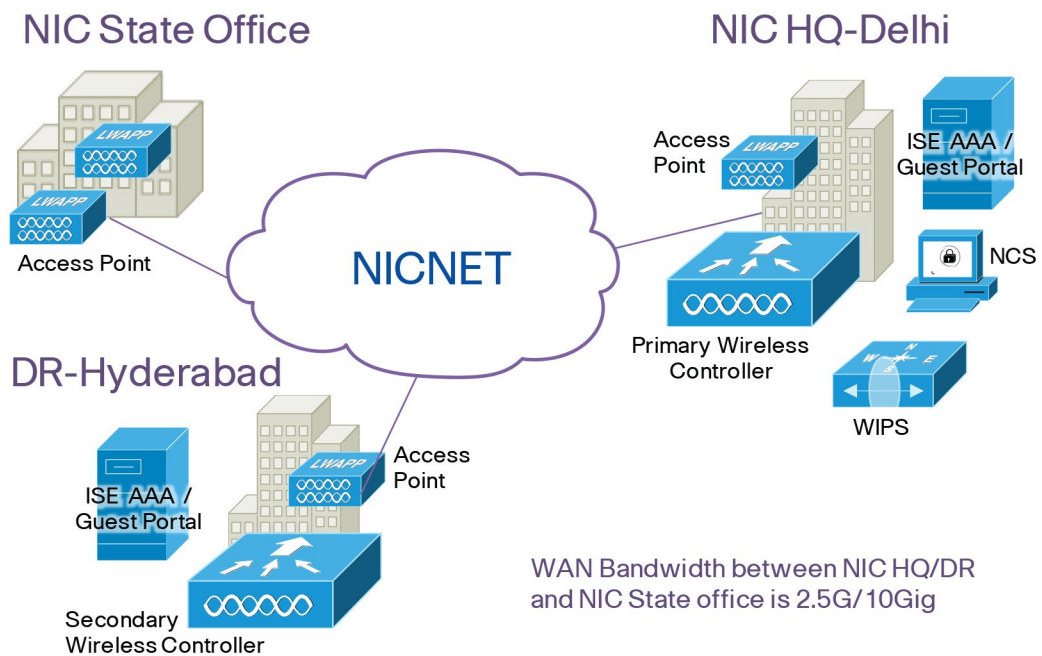 NIC State Office
LWAPP
LWAPP
Access Point
NICNET
NIC HQ-Delhi
Access
Point
LWAPP
ISE AAA /
Guest Portal
NCS
Primary Wireless
Controller
N
W
E
S
WIPS
DR-Hyderabad
ISE AAA /
Guest Portal
LWAPP
Access
Point
Secondary
Wireless Controller
WAN Bandwidth between NIC HQ/DR
and NIC State office is 2.5G/10Gig